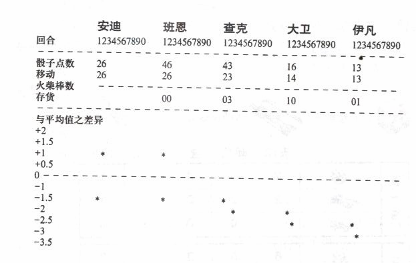 安迪 班恩 查克 大卫 伊凡
回合 1234567890 1234567890 1234567890 1234567890 1234567890
骰子点数 26 46 43 16 13
移动 26 26 23 14 13
火柴棒数
存货 00 03 10 01
与平均值之差异
+2
+1.5
+1 * *
+0.5
0
-1
-1.5 * * *
-2 * *
-2.5 * *
-3 *
-3.5